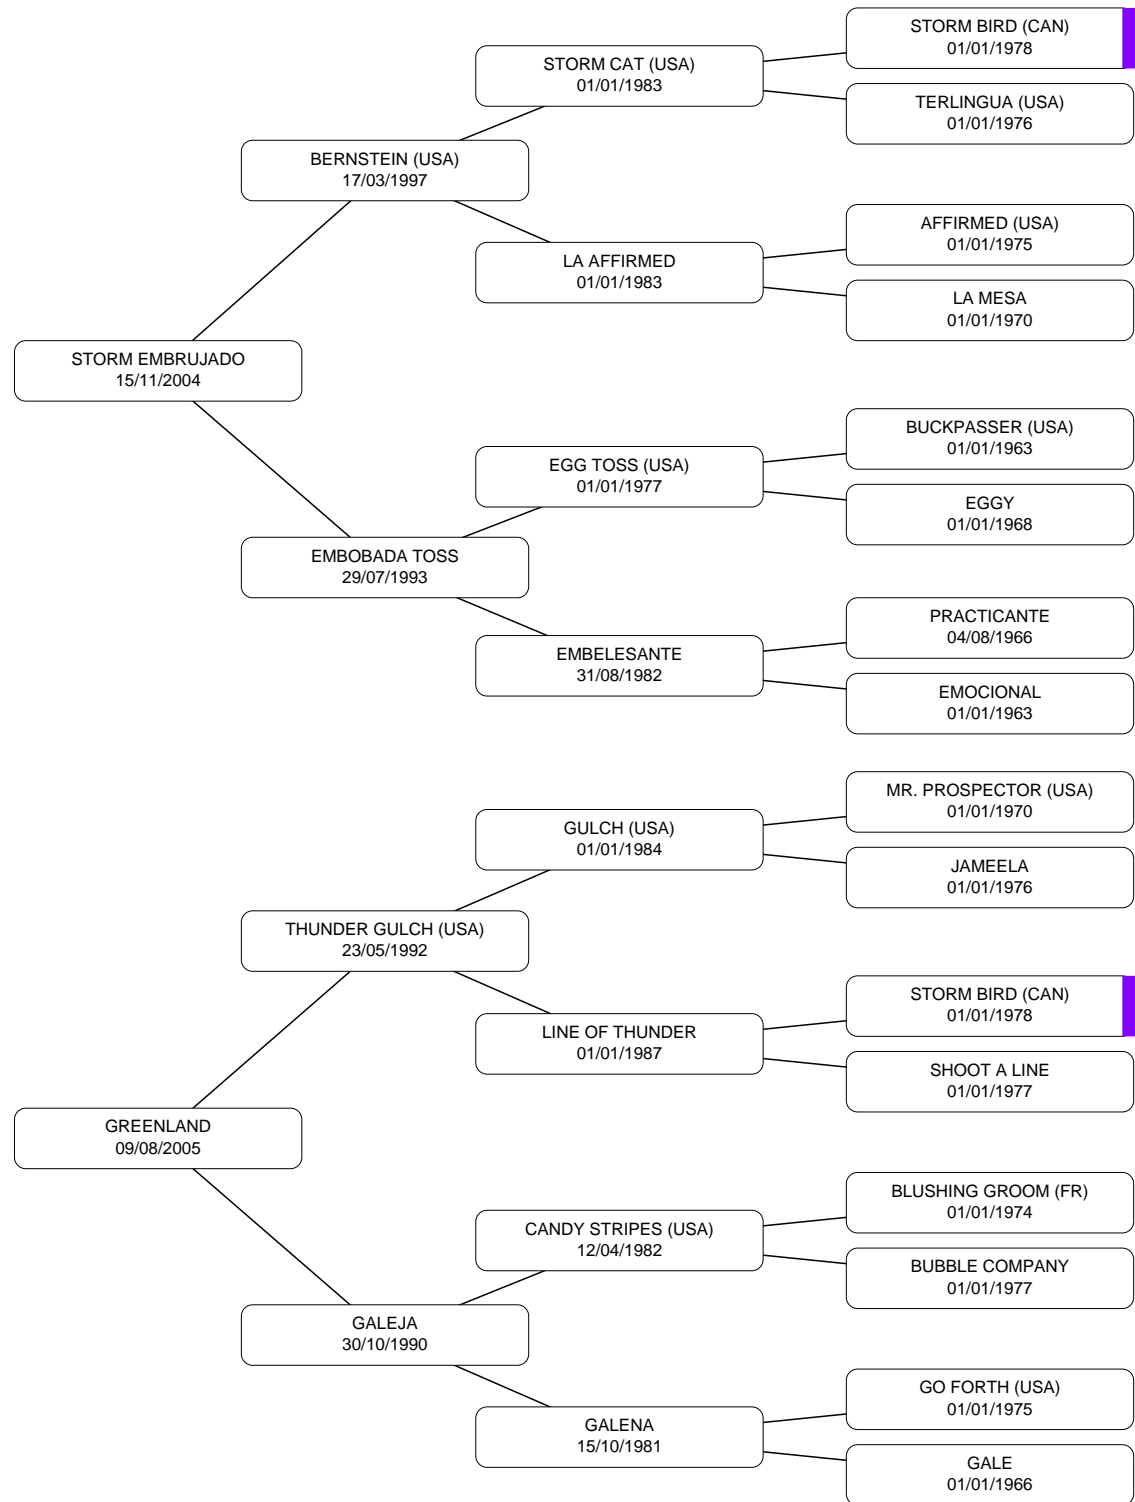 STORM BIRD (CAN)
01/01/1978
STORM CAT (USA)
01/01/1983
TERLINGUA (USA)
01/01/1976
BERNSTEIN (USA)
17/03/1997
AFFIRMED (USA)
01/01/1975
LA AFFIRMED
01/01/1983
LA MESA
01/01/1970
STORM EMBRUJADO
15/11/2004
BUCKPASSER (USA)
01/01/1963
EGG TOSS (USA)
01/01/1977
EGGY
01/01/1968
EMBOBADA TOSS
29/07/1993
PRACTICANTE
04/08/1966
EMBELESANTE
31/08/1982
EMOCIONAL
01/01/1963
MR. PROSPECTOR (USA)
01/01/1970
GULCH (USA)
01/01/1984
JAMEELA
01/01/1976
THUNDER GULCH (USA)
23/05/1992
STORM BIRD (CAN)
01/01/1978
LINE OF THUNDER
01/01/1987
SHOOT A LINE
01/01/1977
GREENLAND
09/08/2005
BLUSHING GROOM (FR)
01/01/1974
CANDY STRIPES (USA)
12/04/1982
BUBBLE COMPANY
01/01/1977
GALEJA
30/10/1990
GO FORTH (USA)
01/01/1975
GALENA
15/10/1981
GALE
01/01/1966